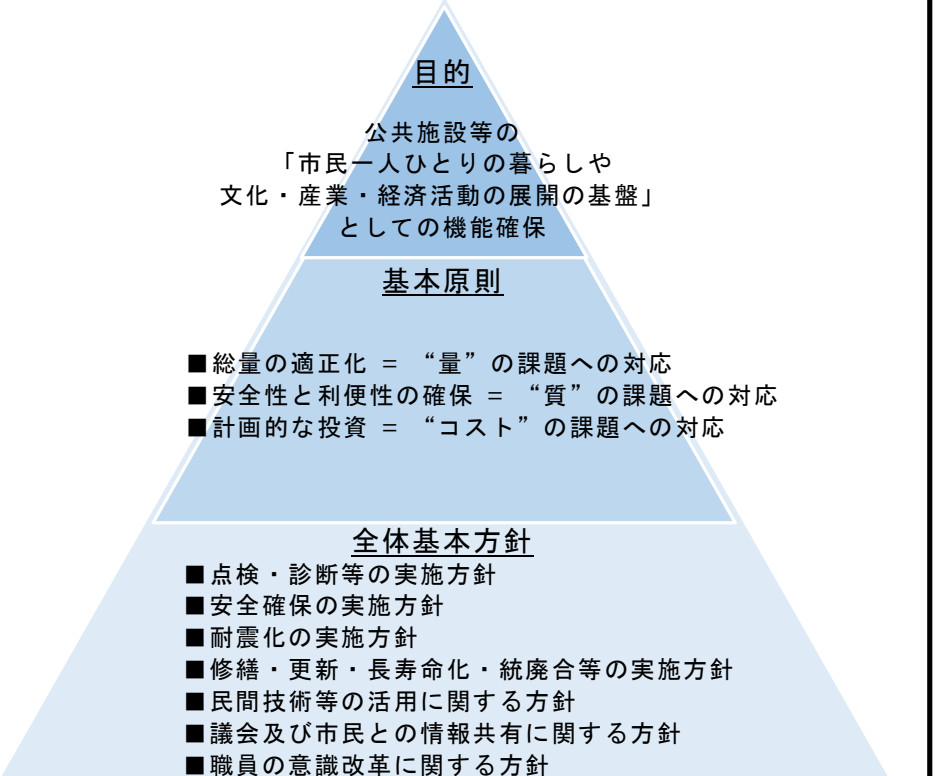 目的
公共施設等の
「市民一人ひとりの暮らしや
文化・産業・経済活動の展開の基盤」
としての機能確保
基本原則
■総量の適正化 = “量”の課題への対応
■安全性と利便性の確保 = “質”の課題への対応
■計画的な投資 = “コスト”の課題への対応
全体基本方針
■点検・診断等の実施方針
■安全確保の実施方針
■耐震化の実施方針
■修繕・更新・長寿命化・統廃合等の実施方針
■民間技術等の活用に関する方針
■議会及び市民との情報共有に関する方針
■職員の意識改革に関する方針